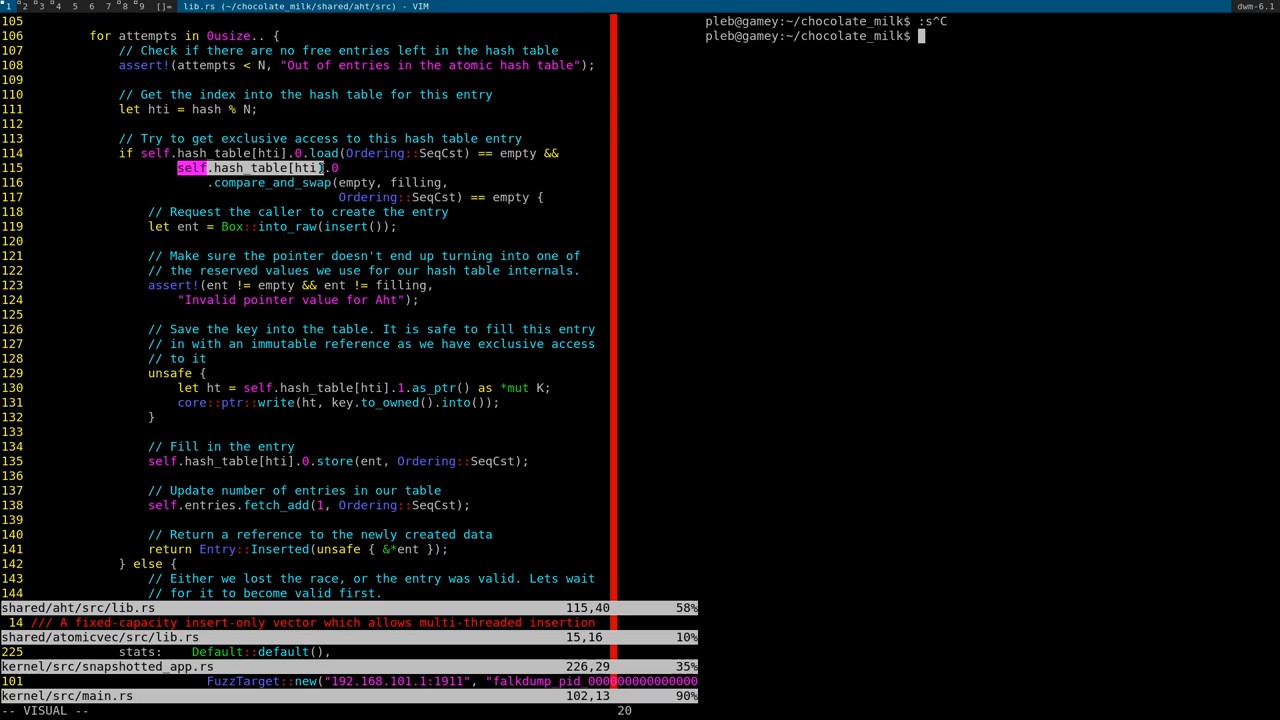 1 2 3 4 5 6 7 8 9 []= lib.rs (~/chocolate_milk/shared/aht/src) - VIM dwm-6.1
105
106 for attempts in 0usize.. {
107 // Check if there are no free entries left in the hash table
108 assert!(attempts < N, "Out of entries in the atomic hash table");
109
110 // Get the index into the hash table for this entry
111 let hti = hash % N;
112
113 // Try to get exclusive access to this hash table entry
114 if self.hash_table[hti].0.load(Ordering::SeqCst) == empty &&
115 self.hash_table[hti].0
116 .compare_and_swap(empty, filling,
117 Ordering::SeqCst) == empty {
118 // Request the caller to create the entry
119 let ent = Box::into_raw(insert());
120
121 // Make sure the pointer doesn't end up turning into one of
122 // the reserved values we use for our hash table internals.
123 assert!(ent != empty && ent != filling,
124 "Invalid pointer value for Aht");
125
126 // Save the key into the table. It is safe to fill this entry
127 // in with an immutable reference as we have exclusive access
128 // to it
129 unsafe {
130 let ht = self.hash_table[hti].1.as_ptr() as *mut K;
131 core::ptr::write(ht, key.to_owned().into());
132 }
133
134 // Fill in the entry
135 self.hash_table[hti].0.store(ent, Ordering::SeqCst);
136
137 // Update number of entries in our table
138 self.entries.fetch_add(1, Ordering::SeqCst);
139
140 // Return a reference to the newly created data
141 return Entry::Inserted(unsafe { &*ent });
142 } else {
143 // Either we lost the race, or the entry was valid. Lets wait
144 // for it to become valid first.
shared/aht/src/lib.rs 115,40 58%
14 /// A fixed-capacity insert-only vector which allows multi-threaded insertion
shared/atomicvec/src/lib.rs 15,16 10%
225 stats: Default::default(),
kernel/src/snapshotted_app.rs 226,29 35%
101 FuzzTarget::new("192.168.101.1:1911", "falkdump_pid_000000000000000
kernel/src/main.rs 102,13 90%
-- VISUAL -- 20
pleb@gamey:~/chocolate_milk$ :s^C
pleb@gamey:~/chocolate_milk$